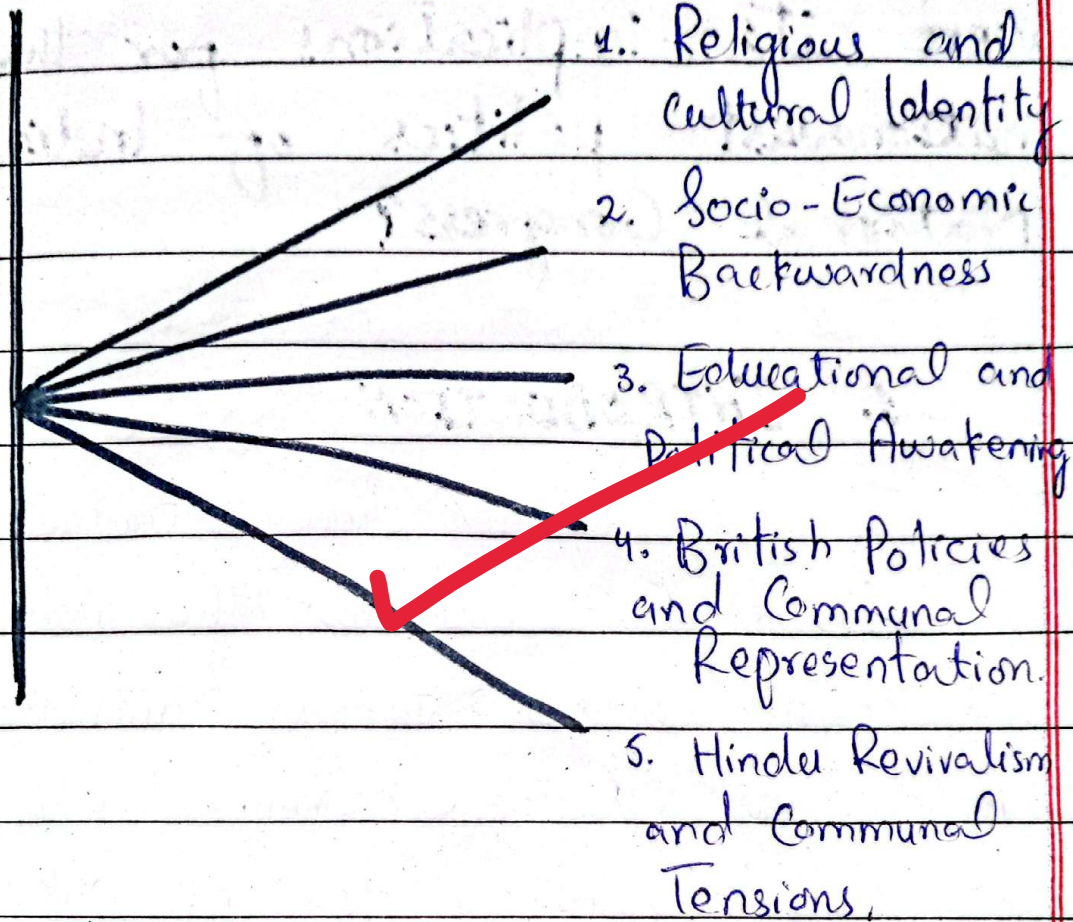 1. Religious and
Cultural Identity
2. Socio-Economic
Backwardness
3. Educational and
Political Awakening
4. British Policies
and Communal
Representation.
5. Hindu Revivalism
and Communal
Tensions,